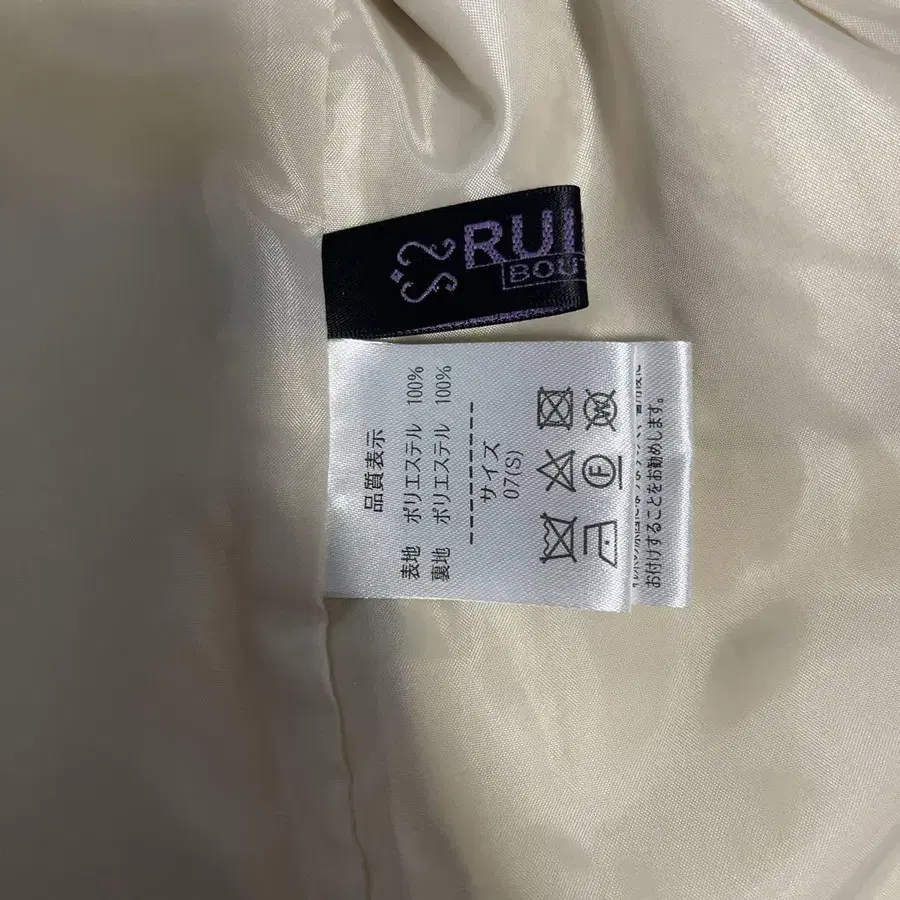 RUI
BOUT
品質表示
表地 ポリエステル 100%
裏地 ポリエステル 100%
サイズ
07(S)
お付けすることをお勧めします。